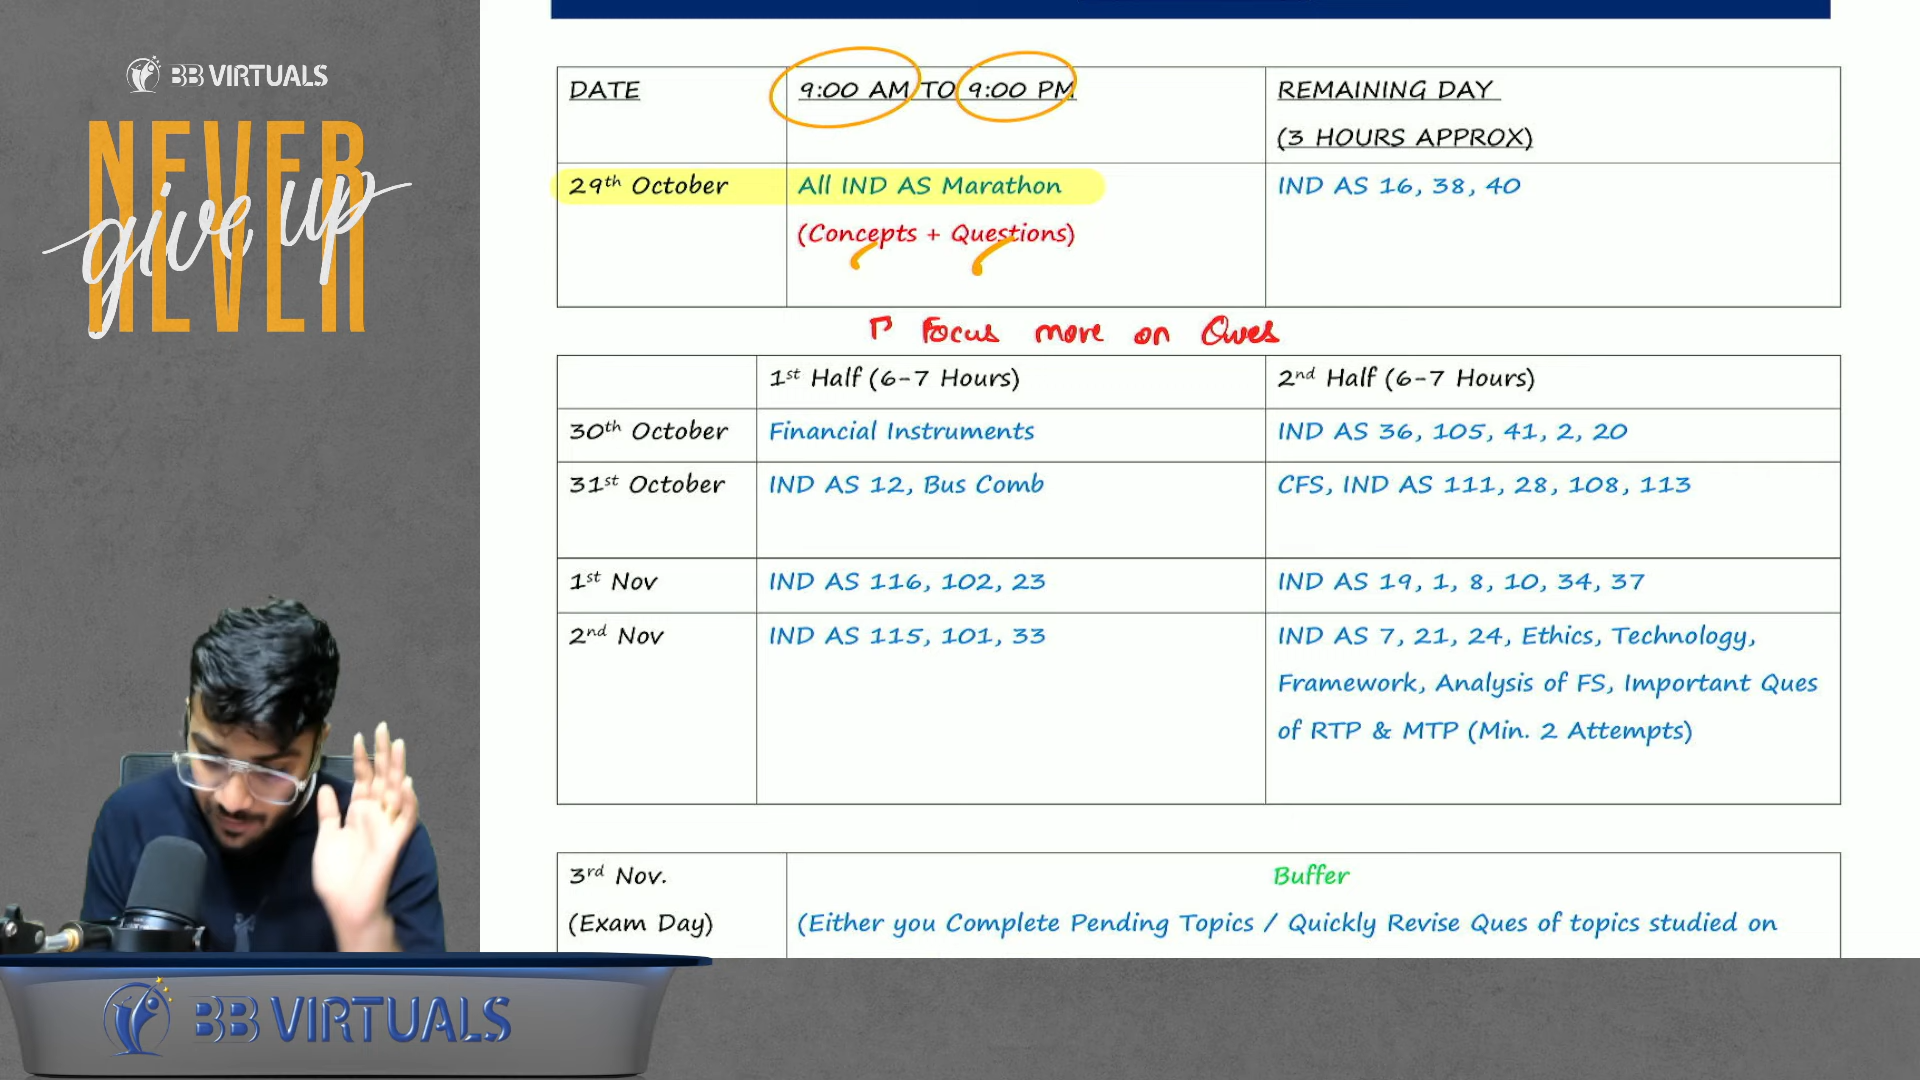 BB VIRTUALS
NEVER
give up
NEVER
DATE
9:00 AM TO 9:00 PM
REMAINING DAY
(3 HOURS APPROX)
29th October
All IND AS Marathon
(Concepts + Questions)
IND AS 16, 38, 40
Focus more on Ques
1st Half (6-7 Hours)
2nd Half (6-7 Hours)
30th October
Financial Instruments
IND AS 36, 105, 41, 2, 20
31st October
IND AS 12, Bus Comb
CFS, IND AS 111, 28, 108, 113
1st Nov
IND AS 116, 102, 23
IND AS 19, 1, 8, 10, 34, 37
2nd Nov
IND AS 115, 101, 33
IND AS 7, 21, 24, Ethics, Technology,
Framework, Analysis of FS, Important Ques
of RTP & MTP (Min. 2 Attempts)
3rd Nov.
(Exam Day)
Buffer
(Either you Complete Pending Topics / Quickly Revise Ques of topics studied on
BB VIRTUALS